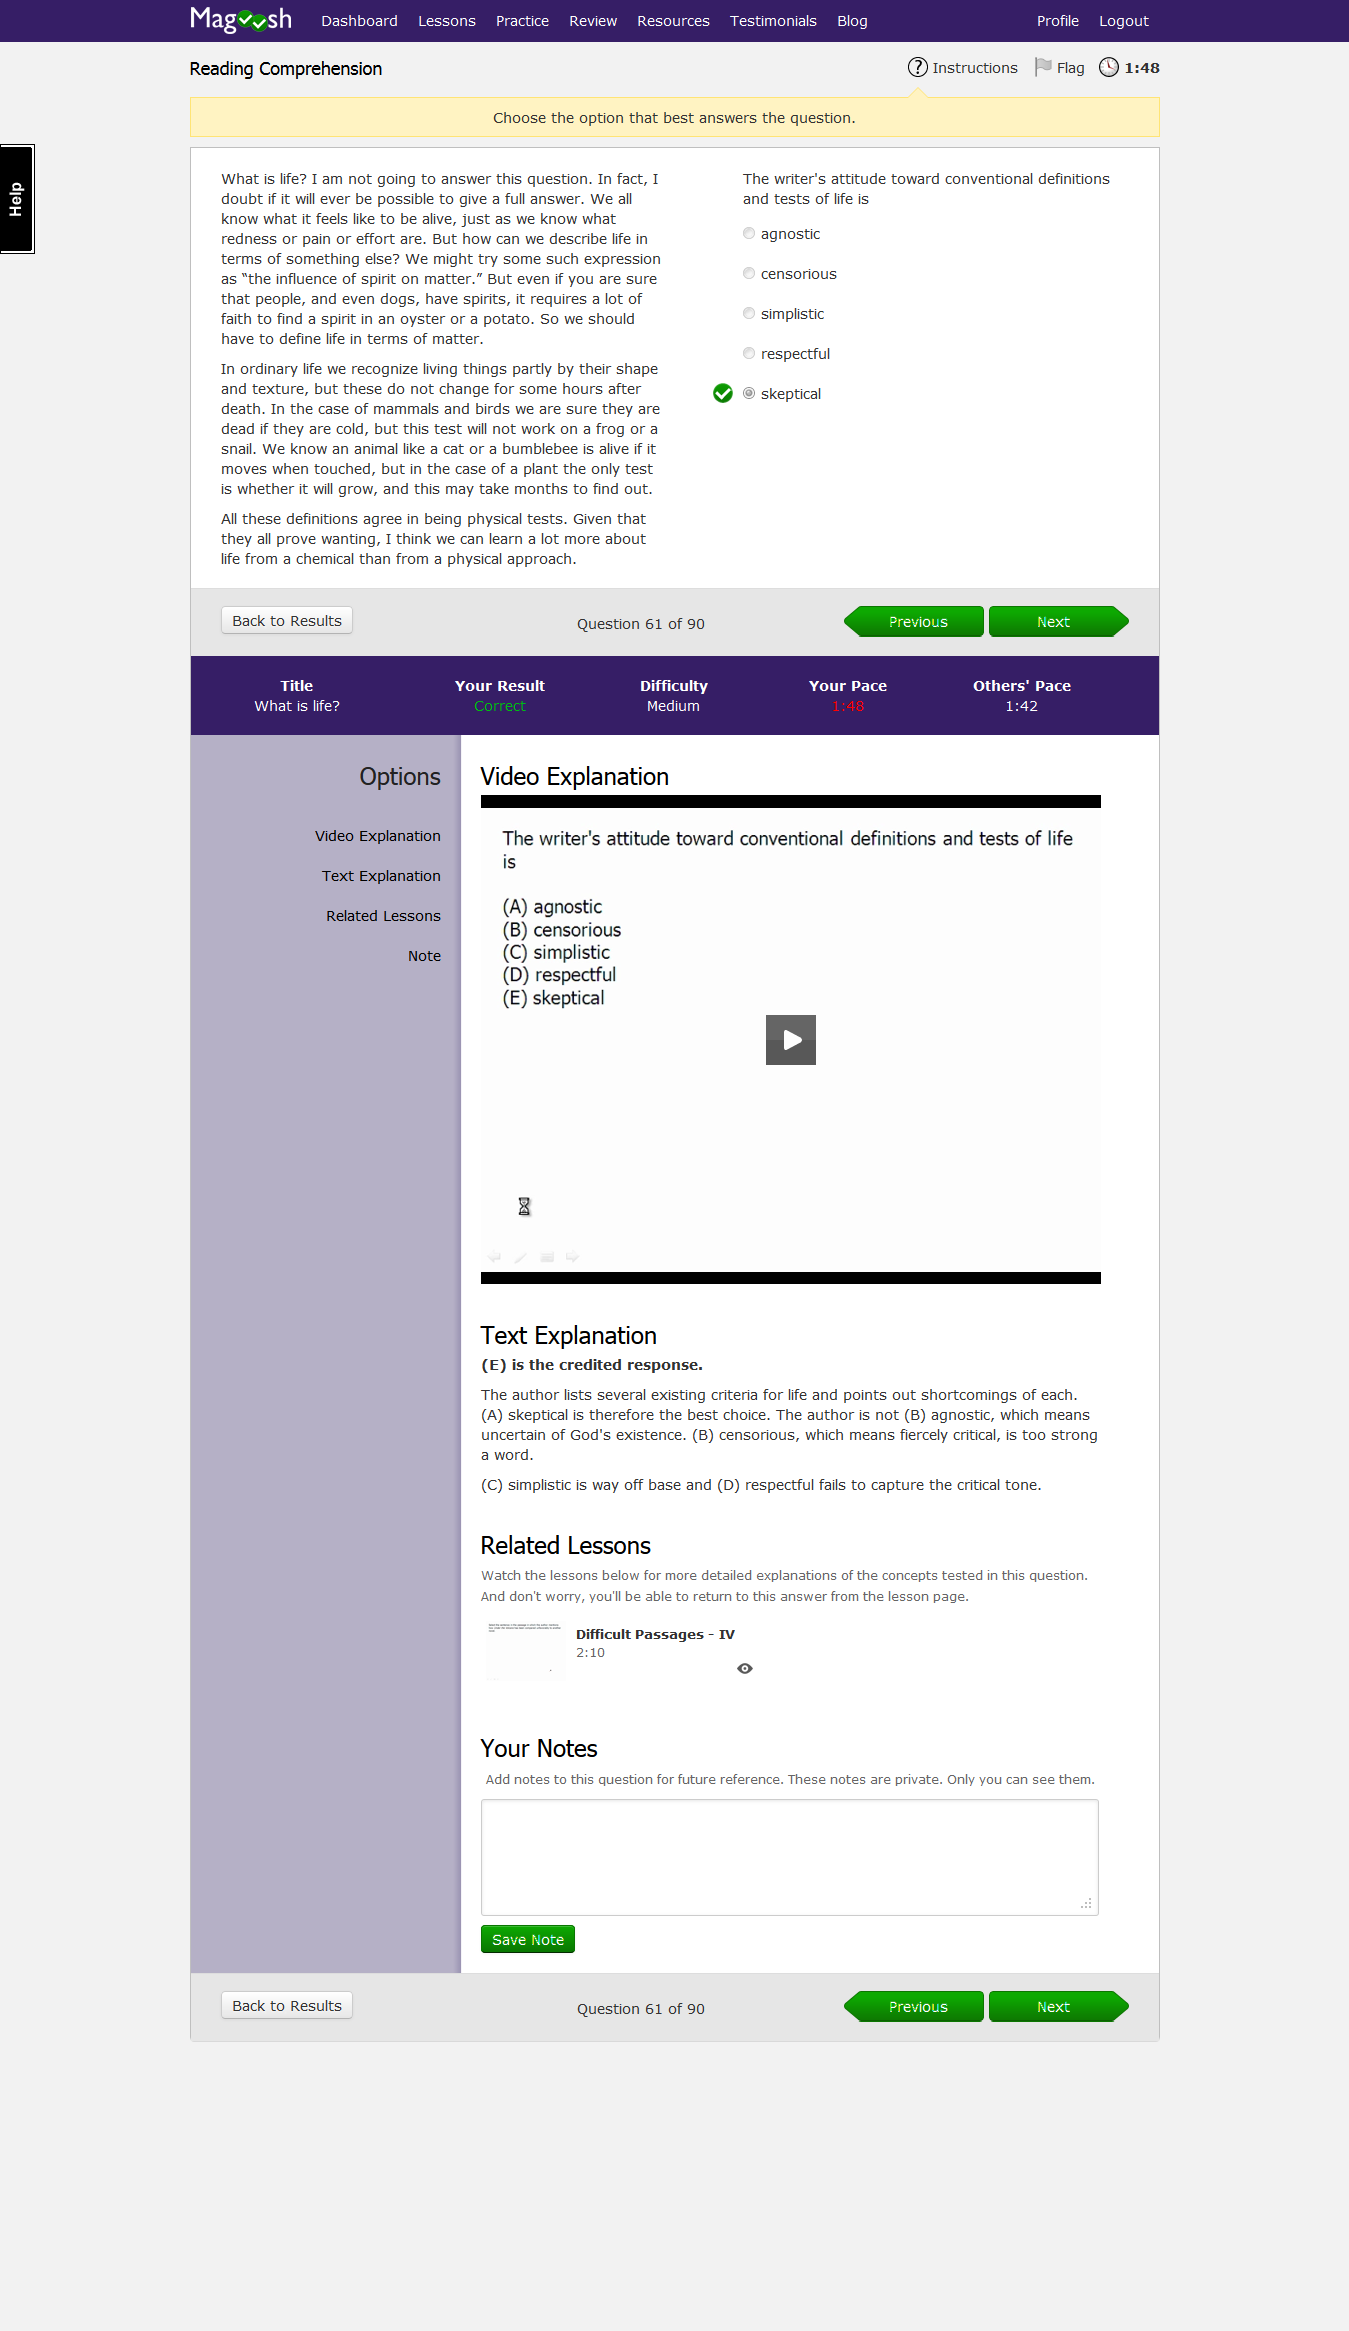 Magoosh Dashboard Lessons Practice Review Resources Testimonials Blog Profile Logout
Reading Comprehension
? Instructions Flag 1:48
Choose the option that best answers the question.
Help
What is life? I am not going to answer this question. In fact, I
doubt if it will ever be possible to give a full answer. We all
know what it feels like to be alive, just as we know what
redness or pain or effort are. But how can we describe life in
terms of something else? We might try some such expression
as “the influence of spirit on matter.” But even if you are sure
that people, and even dogs, have spirits, it requires a lot of
faith to find a spirit in an oyster or a potato. So we should
have to define life in terms of matter.
In ordinary life we recognize living things partly by their shape
and texture, but these do not change for some hours after
death. In the case of mammals and birds we are sure they are
dead if they are cold, but this test will not work on a frog or a
snail. We know an animal like a cat or a bumblebee is alive if it
moves when touched, but in the case of a plant the only test
is whether it will grow, and this may take months to find out.
All these definitions agree in being physical tests. Given that
they all prove wanting, I think we can learn a lot more about
life from a chemical than from a physical approach.
The writer's attitude toward conventional definitions
and tests of life is
agnostic
censorious
simplistic
respectful
skeptical
Back to Results Question 61 of 90 Previous Next
Title Your Result Difficulty Your Pace Others' Pace
What is life? Correct Medium 1:48 1:42
Options
Video Explanation
Text Explanation
Related Lessons
Note
Video Explanation
The writer's attitude toward conventional definitions and tests of life
is
(A) agnostic
(B) censorious
(C) simplistic
(D) respectful
(E) skeptical
Text Explanation
(E) is the credited response.
The author lists several existing criteria for life and points out shortcomings of each.
(A) skeptical is therefore the best choice. The author is not (B) agnostic, which means
uncertain of God's existence. (B) censorious, which means fiercely critical, is too strong
a word.
(C) simplistic is way off base and (D) respectful fails to capture the critical tone.
Related Lessons
Watch the lessons below for more detailed explanations of the concepts tested in this question.
And don't worry, you'll be able to return to this answer from the lesson page.
Difficult Passages - IV
2:10
Your Notes
Add notes to this question for future reference. These notes are private. Only you can see them.
Save Note
Back to Results Question 61 of 90 Previous Next